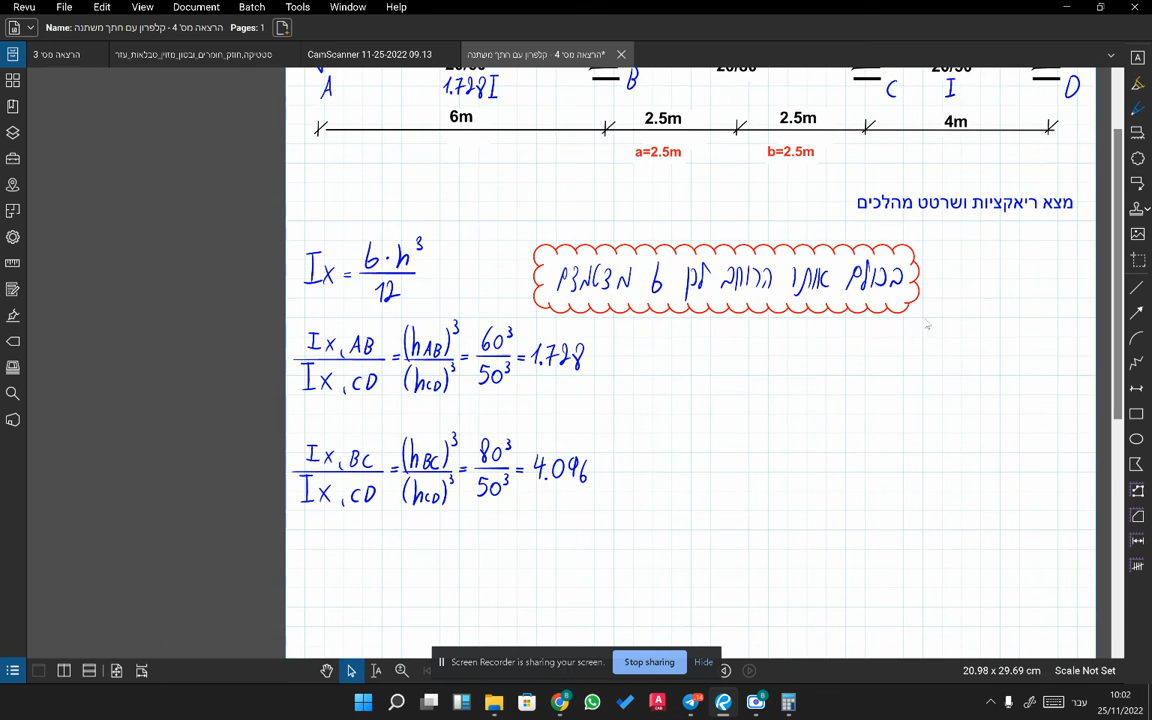 Revu File Edit View Document Batch Tools Window Help
Name: הרצאה מס' 4 - קלפרון עם חתך משתנה Pages: 1
הרצאה מס' 3
סטטיקה,חוזק חומרים,ובטון_מזוין_טבלאות_עזר
CamScanner 11-25-2022 09.13
הרצאה מס' 4 - קלפרון עם חתך משתנה*
A 1.728I B C I D
6m 2.5m 2.5m 4m
a=2.5m b=2.5m
מצא ריאקציות ושרטט מהלכים
Ix = b·h³/12
בכולם אותו הרוחב לכן b מצטמצם
Ix,AB/Ix,CD = (hAB)³/(hCD)³ = 60³/50³ = 1.728
Ix,BC/Ix,CD = (hBC)³/(hCD)³ = 80³/50³ = 4.096
Screen Recorder is sharing your screen. Stop sharing Hide
20.98 x 29.69 cm Scale Not Set
עבר 10:02
25/11/2022